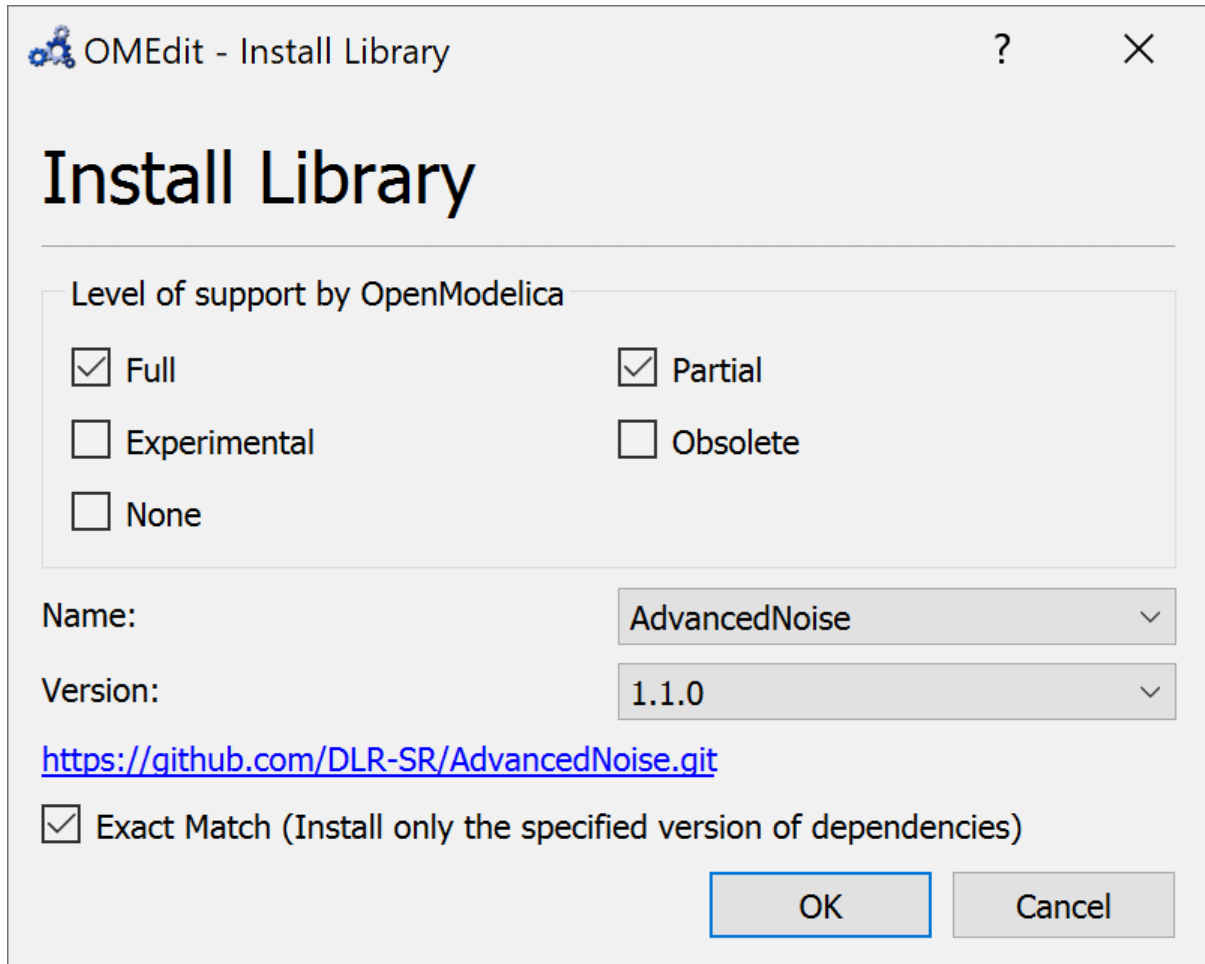 OMEdit - Install Library
?
Install Library
Level of support by OpenModelica
Full
Partial
Experimental
Obsolete
None
Name:
AdvancedNoise
Version:
1.1.0
https://github.com/DLR-SR/AdvancedNoise.git
Exact Match (Install only the specified version of dependencies)
OK
Cancel